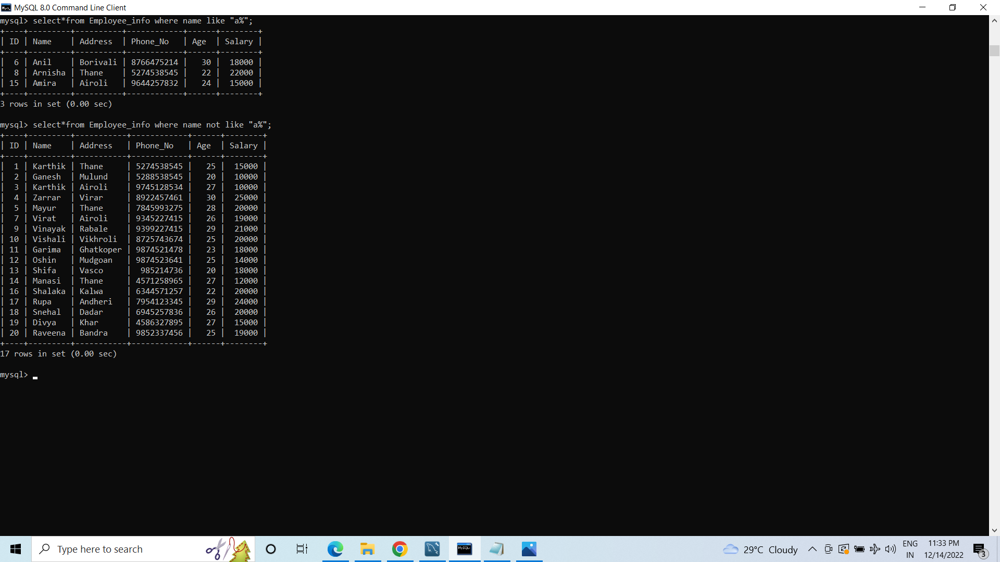 MySQL 8.0 Command Line Client
mysql> select*from Employee_info where name like "a%";
+----+---------+----------+------------+------+--------+
| ID | Name    | Address  | Phone_No   | Age  | Salary |
+----+---------+----------+------------+------+--------+
|  6 | Anil    | Borivali | 8766475214 |   30 |  18000 |
|  8 | Arnisha | Thane    | 5274538545 |   22 |  22000 |
| 15 | Amira   | Airoli   | 9644257832 |   24 |  15000 |
+----+---------+----------+------------+------+--------+
3 rows in set (0.00 sec)
mysql> select*from Employee_info where name not like "a%";
+----+---------+-----------+------------+------+--------+
| ID | Name    | Address   | Phone_No   | Age  | Salary |
+----+---------+-----------+------------+------+--------+
|  1 | Karthik | Thane     | 5274538545 |   25 |  15000 |
|  2 | Ganesh  | Mulund    | 5288538545 |   20 |  10000 |
|  3 | Karthik | Airoli    | 9745128534 |   27 |  10000 |
|  4 | Zarrar  | Virar     | 8922457461 |   30 |  25000 |
|  5 | Mayur   | Thane     | 7845993275 |   28 |  20000 |
|  7 | Virat   | Airoli    | 9345227415 |   26 |  19000 |
|  9 | Vinayak | Rabale    | 9399227415 |   29 |  21000 |
| 10 | Vishali | Vikhroli  | 8725743674 |   25 |  20000 |
| 11 | Garima  | Ghatkoper | 9874521478 |   23 |  18000 |
| 12 | Oshin   | Mudgoan   | 9874523641 |   25 |  14000 |
| 13 | Shifa   | Vasco     |  985214736 |   20 |  18000 |
| 14 | Manasi  | Thane     | 4571258965 |   27 |  12000 |
| 16 | Shalaka | Kalwa     | 6344571257 |   22 |  20000 |
| 17 | Rupa    | Andheri   | 7954123345 |   29 |  24000 |
| 18 | Snehal  | Dadar     | 6945257836 |   26 |  20000 |
| 19 | Divya   | Khar      | 4586327895 |   27 |  15000 |
| 20 | Raveena | Bandra    | 9852337456 |   25 |  19000 |
+----+---------+-----------+------------+------+--------+
17 rows in set (0.00 sec)
mysql>
Type here to search
29°C Cloudy
ENG
IN
11:33 PM
12/14/2022
3